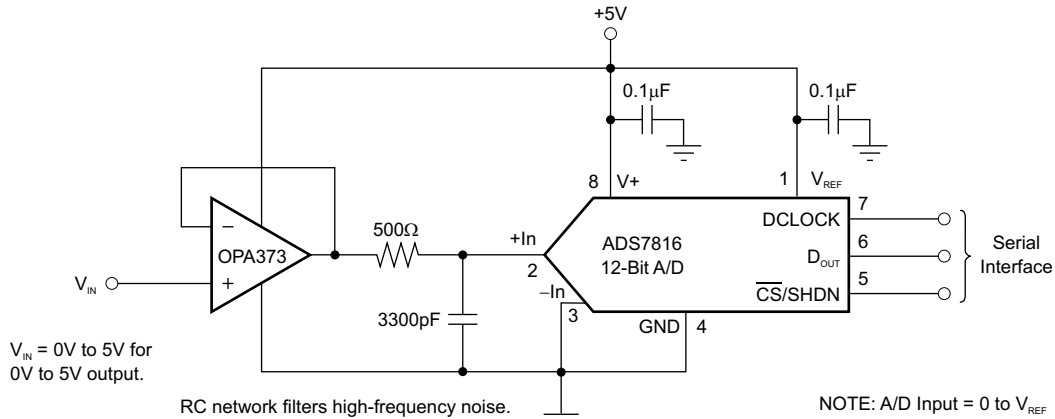 +5V
0.1μF
0.1μF
8 V+
1 V_REF
7
DCLOCK
500Ω
+In
ADS7816
6
OPA373
12-Bit A/D
D_OUT
Serial
Interface
2
V_IN
−
+
–In
5
C̅S̅/SHDN
3
3300pF
GND
4
V_IN = 0V to 5V for
0V to 5V output.
RC network filters high-frequency noise.
NOTE: A/D Input = 0 to V_REF